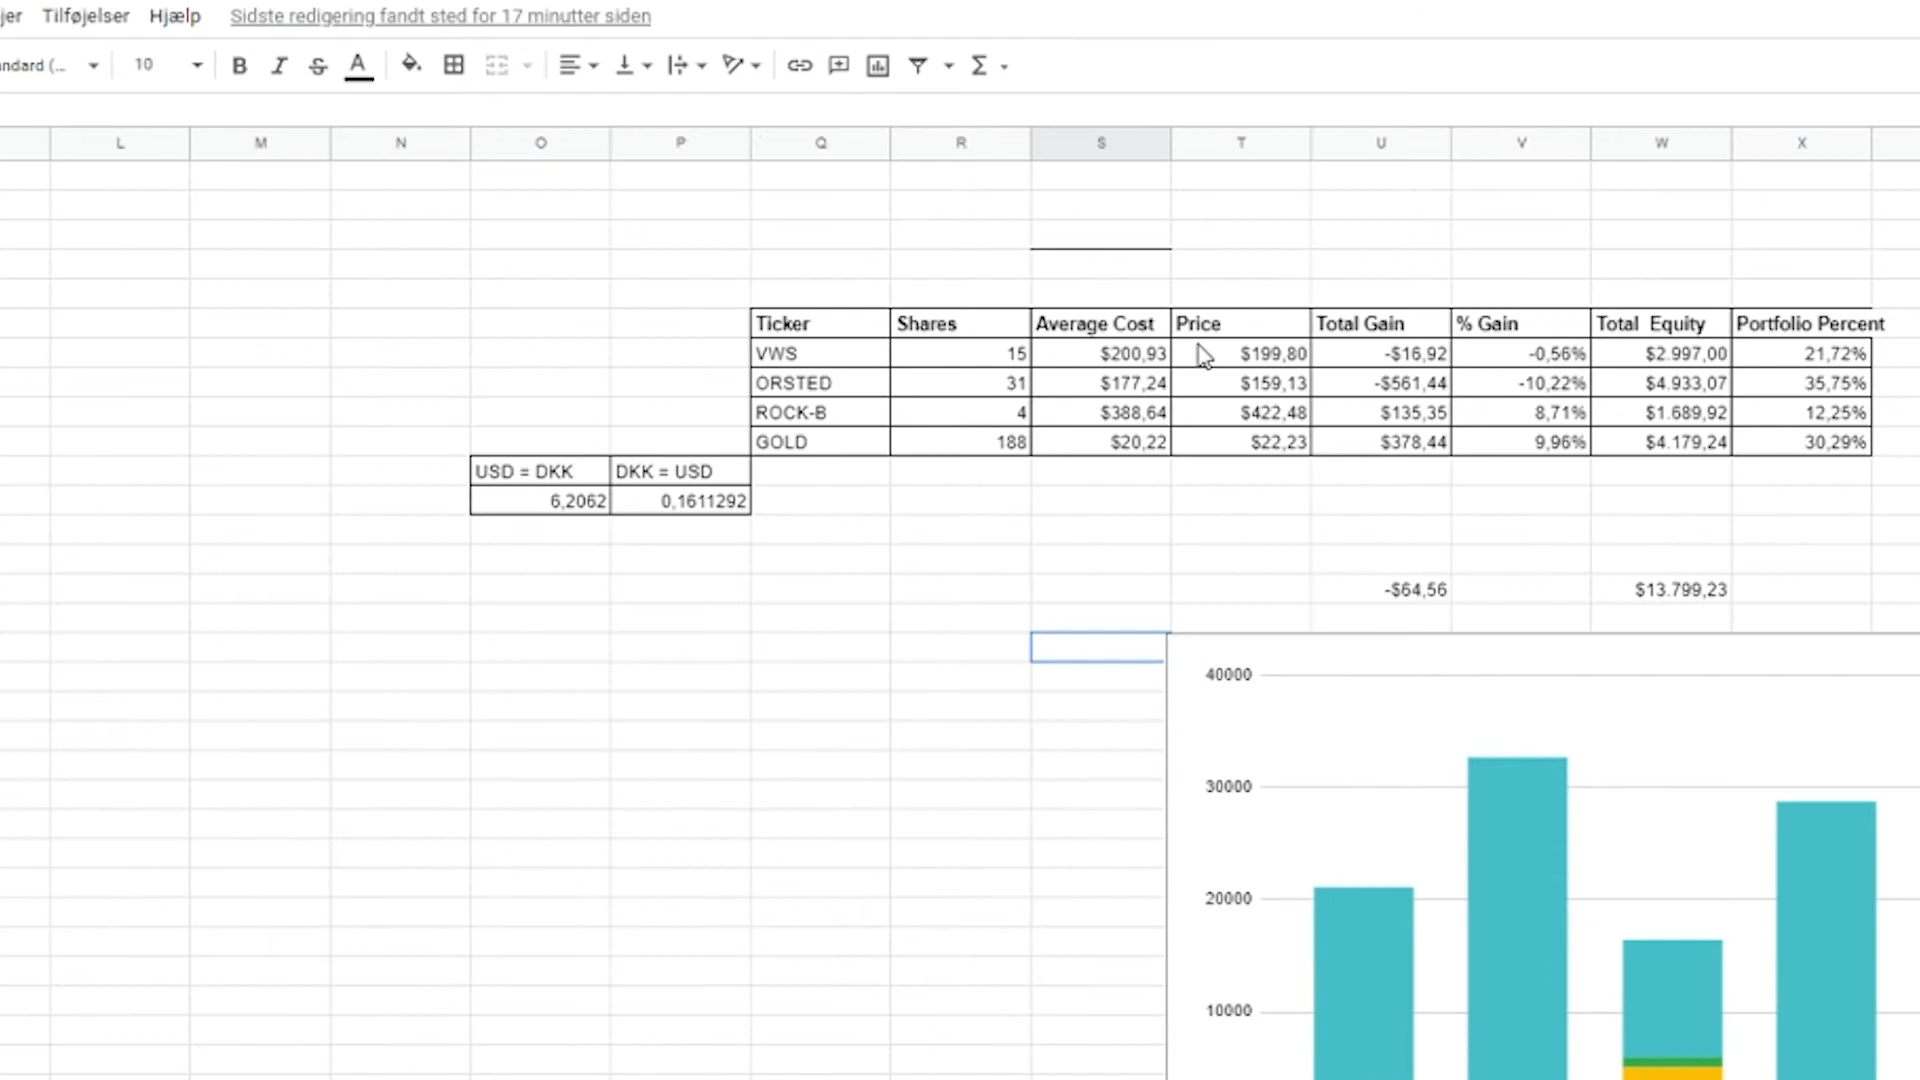 Tilføjelser Hjælp Sidste redigering fandt sted for 17 minutter siden
10 B I S A
L M N O P Q R S T U V W X
Ticker Shares Average Cost Price Total Gain % Gain Total Equity Portfolio Percent
VWS 15 $200,93 $199,80 -$16,92 -0,56% $2.997,00 21,72%
ORSTED 31 $177,24 $159,13 -$561,44 -10,22% $4.933,07 35,75%
ROCK-B 4 $388,64 $422,48 $135,35 8,71% $1.689,92 12,25%
GOLD 188 $20,22 $22,23 $378,44 9,96% $4.179,24 30,29%
USD = DKK DKK = USD
6,2062 0,1611292
-$64,56 $13.799,23
40000
30000
20000
10000